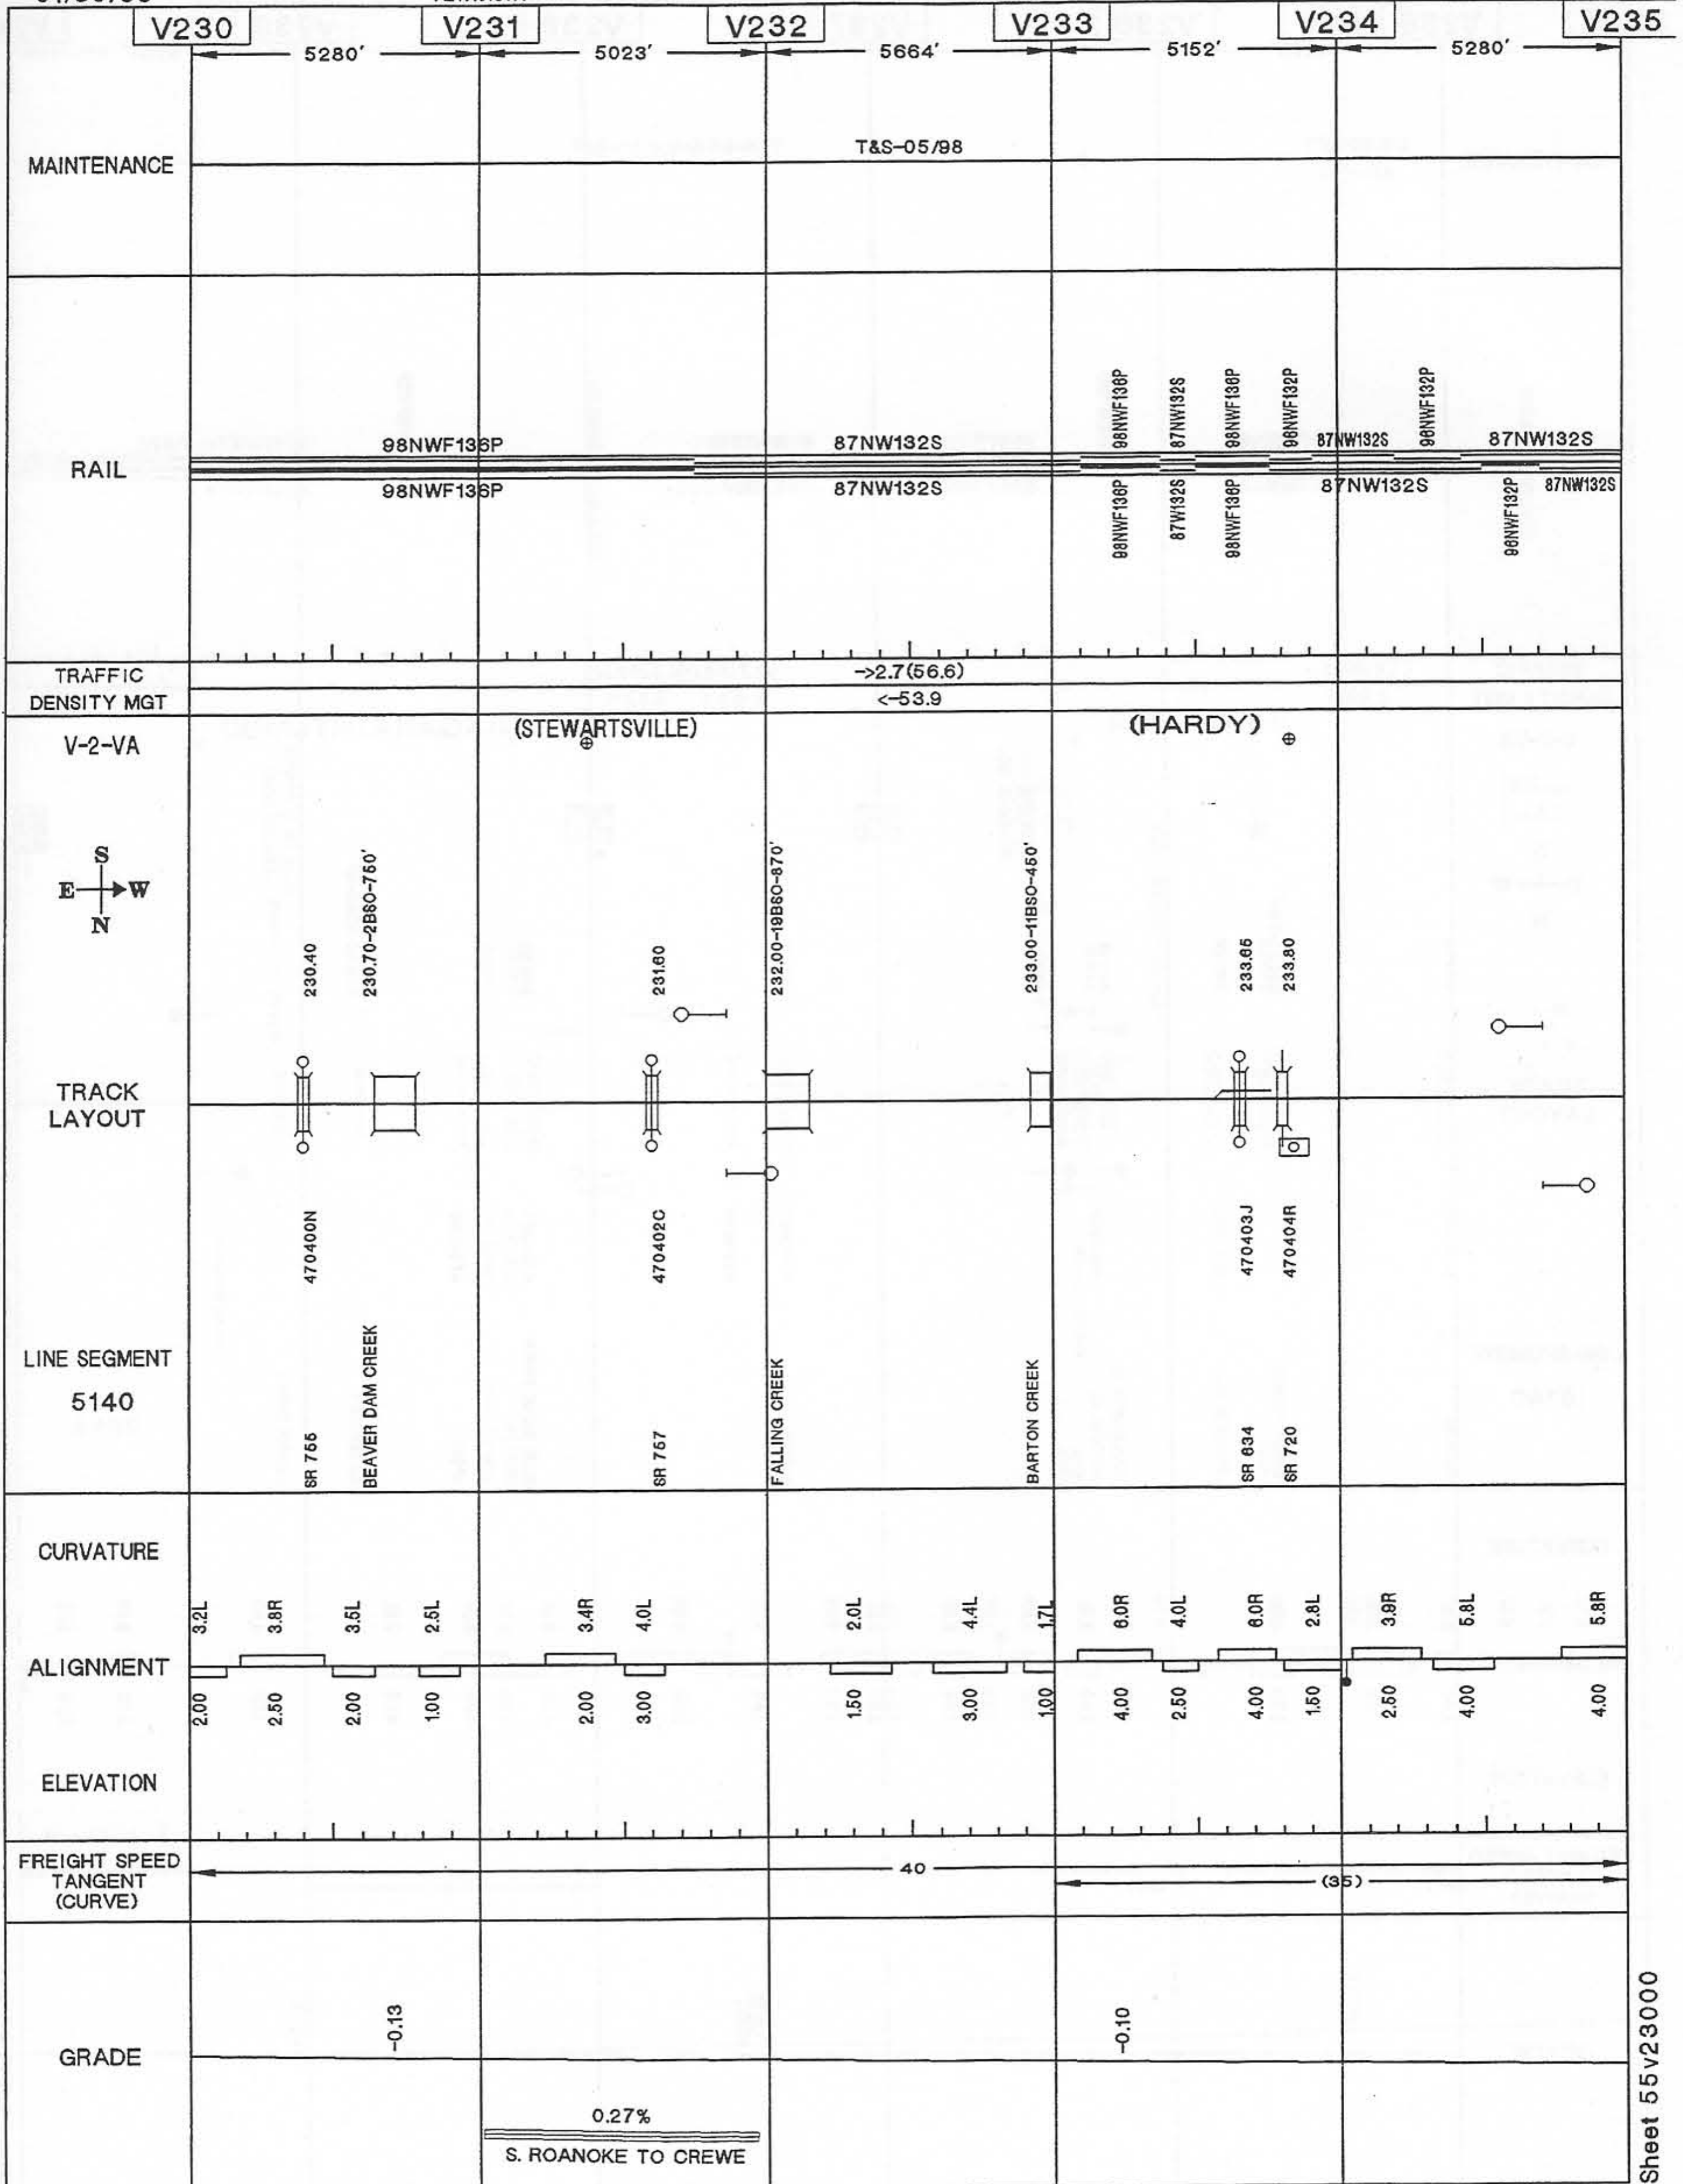 V230 V231 V232 V233 V234 V235
5280' 5023' 5664' 5152' 5280'
MAINTENANCE
T&S-05/98
RAIL
98NWF136P 87NW132S 98NWF136P 87NW132S 98NWF136P 98NWF132P 87NW132S 98NWF132P 87NW132S
98NWF136P 87NW132S 98NWF136P 87W132S 98NWF136P 87NW132S 98NWF132P 87NW132S
TRAFFIC
DENSITY MGT
->2.7(56.6)
<-53.9
V-2-VA
(STEWARTSVILLE) (HARDY)
S
E W
N
230.40 230.70-2BSO-750' 231.60 232.00-19BSO-870' 233.00-11BSO-450' 233.65 233.80
TRACK
LAYOUT
470400N 470402C 470403J 470404R
LINE SEGMENT
5140
SR 755 BEAVER DAM CREEK SR 757 FALLING CREEK BARTON CREEK SR 634 SR 720
CURVATURE
3.2L 3.8R 3.5L 2.5L 3.4R 4.0L 2.0L 4.4L 1.7L 6.0R 4.0L 6.0R 2.8L 3.9R 5.8L 5.8R
ALIGNMENT
2.00 2.50 2.00 1.00 2.00 3.00 1.50 3.00 1.00 4.00 2.50 4.00 1.50 2.50 4.00 4.00
ELEVATION
FREIGHT SPEED
TANGENT
(CURVE)
40
(35)
GRADE
-0.13 -0.10
0.27%
S. ROANOKE TO CREWE
Sheet 55v23000